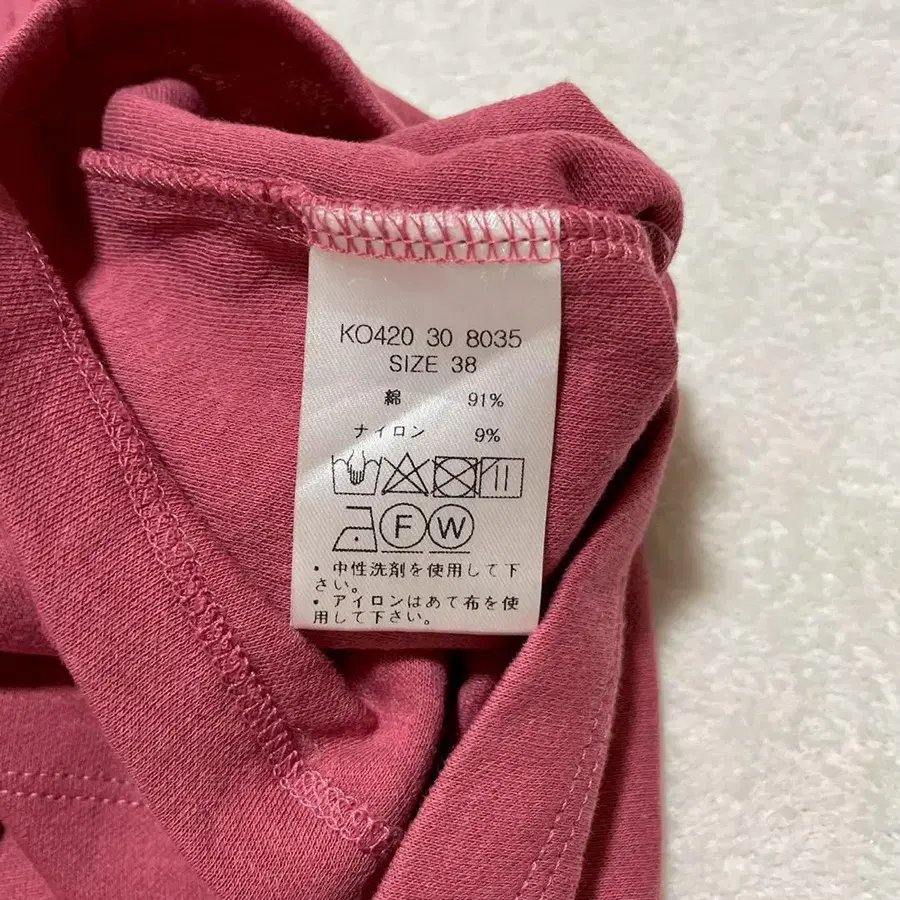 KO420 30 8035
SIZE 38
綿 91%
ナイロン 9%
F W
・中性洗剤を使用して下
さい。
・アイロンはあて布を使
用して下さい。